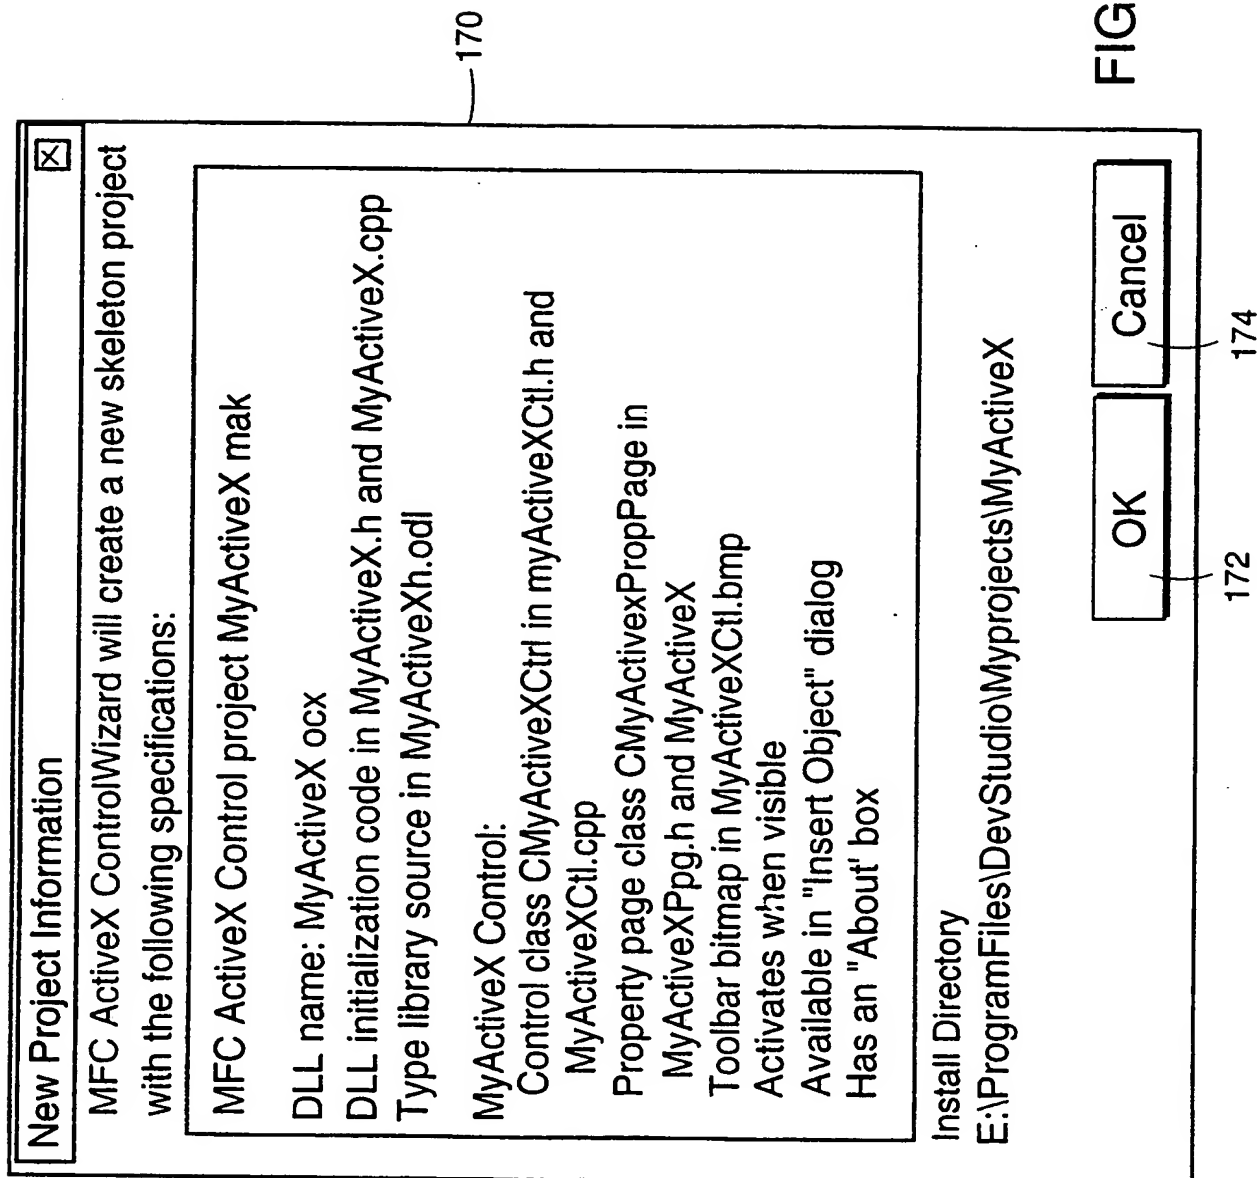 New Project Information
MFC ActiveX ControlWizard will create a new skeleton project
with the following specifications:
MFC ActiveX Control project MyActiveX mak
DLL name: MyActiveX ocx
DLL initialization code in MyActiveX.h and MyActiveX.cpp
Type library source in MyActiveXh.odl
MyActiveX Control:
Control class CMyActiveXCtrl in myActiveXCtl.h and
MyActiveXCtl.cpp
Property page class CMyActivexPropPage in
MyActiveXPpg.h and MyActiveX
Toolbar bitmap in MyActiveXCtl.bmp
Activates when visible
Available in "Insert Object" dialog
Has an "About' box
Install Directory
E:\ProgramFiles\DevStudio\Myprojects\MyActiveX
OK
Cancel
170
172
174
FIG